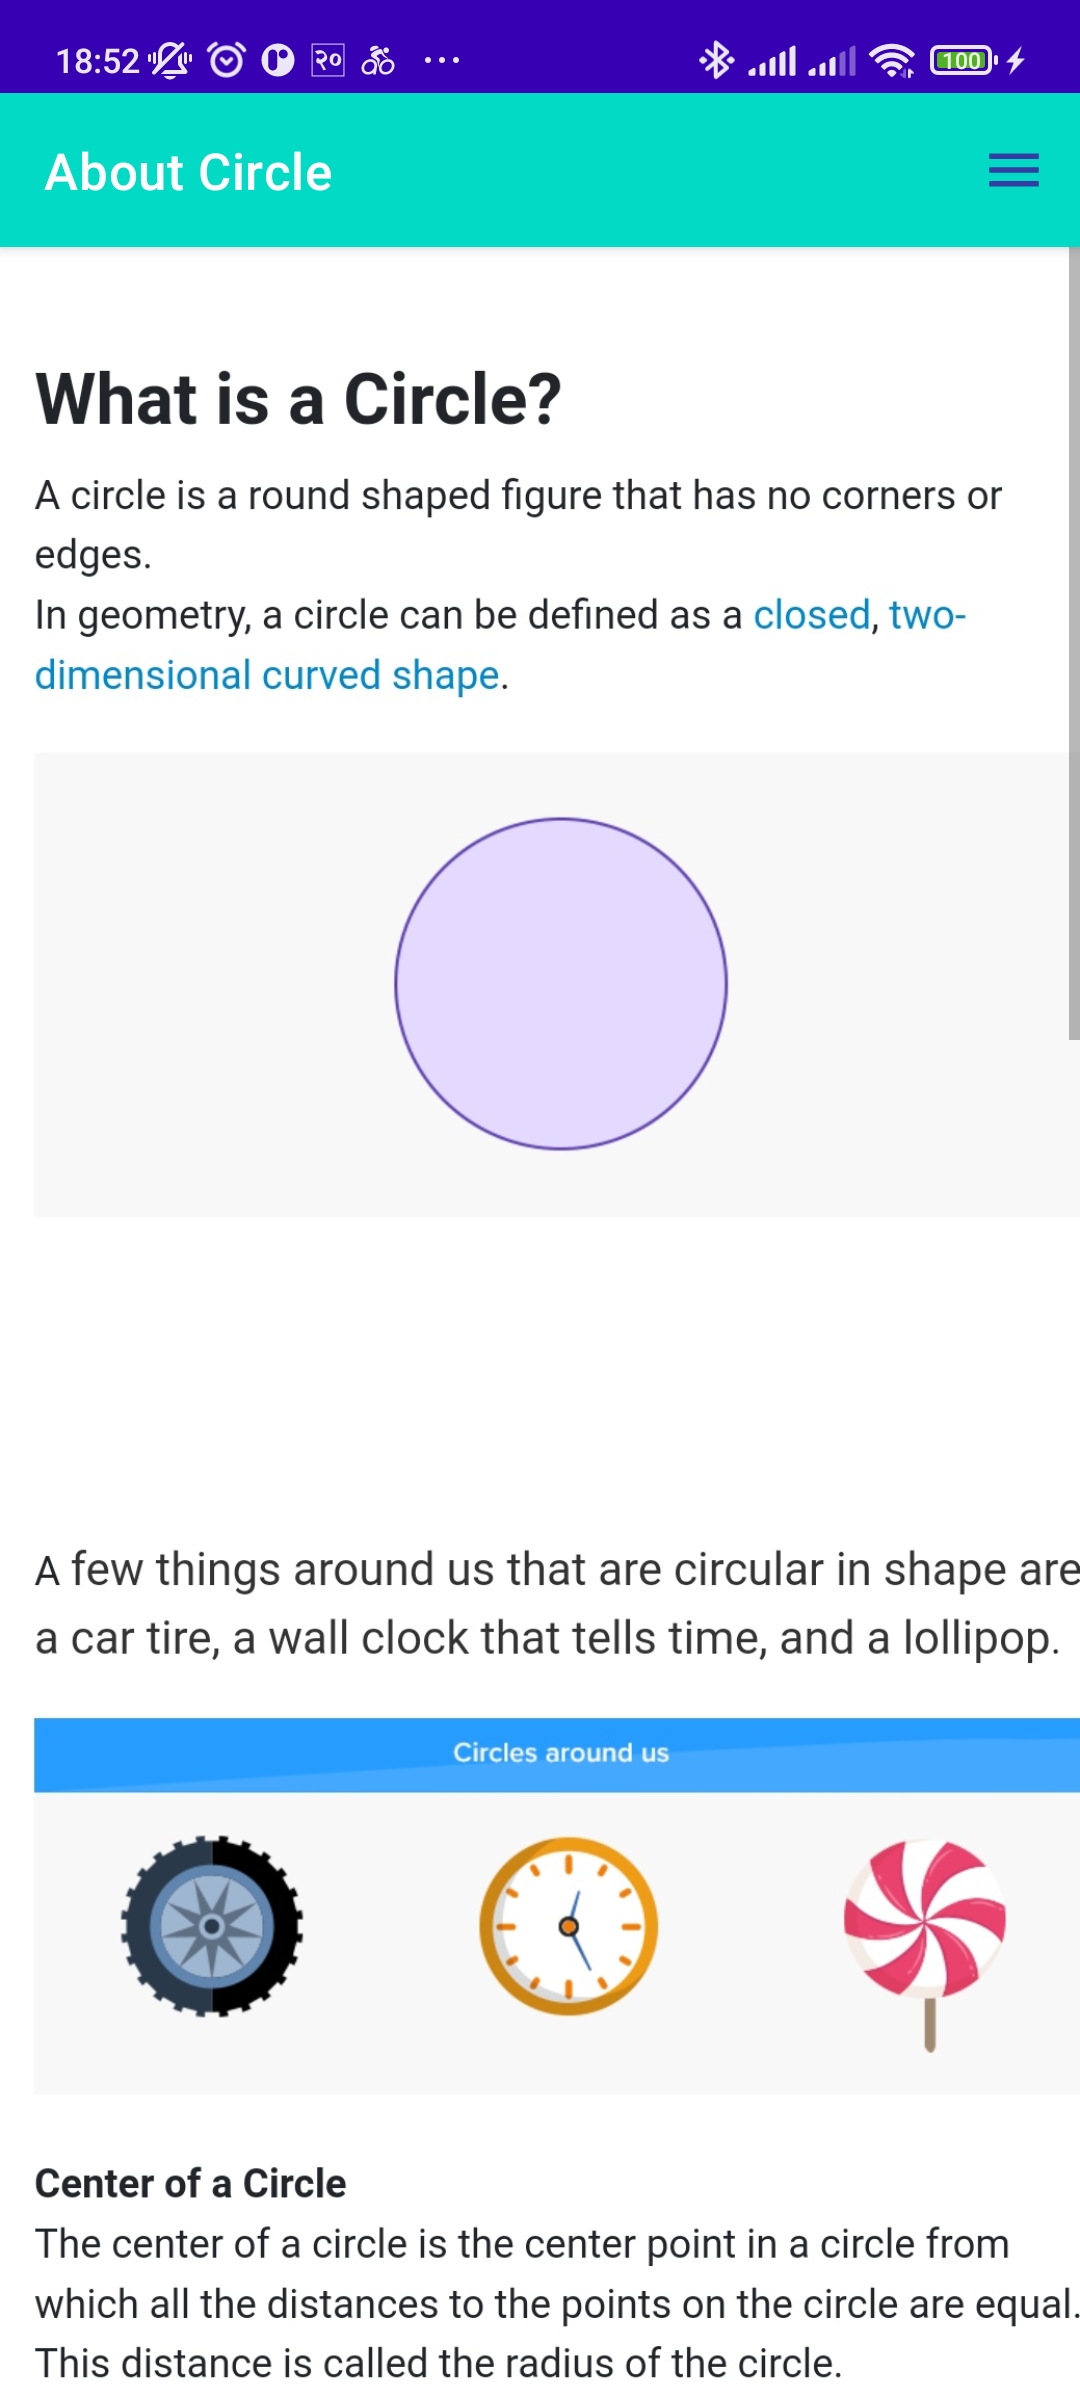 18:52 २० 100
About Circle
What is a Circle?
A circle is a round shaped figure that has no corners or
edges.
In geometry, a circle can be defined as a closed, two-
dimensional curved shape.
A few things around us that are circular in shape are
a car tire, a wall clock that tells time, and a lollipop.
Circles around us
Center of a Circle
The center of a circle is the center point in a circle from
which all the distances to the points on the circle are equal.
This distance is called the radius of the circle.